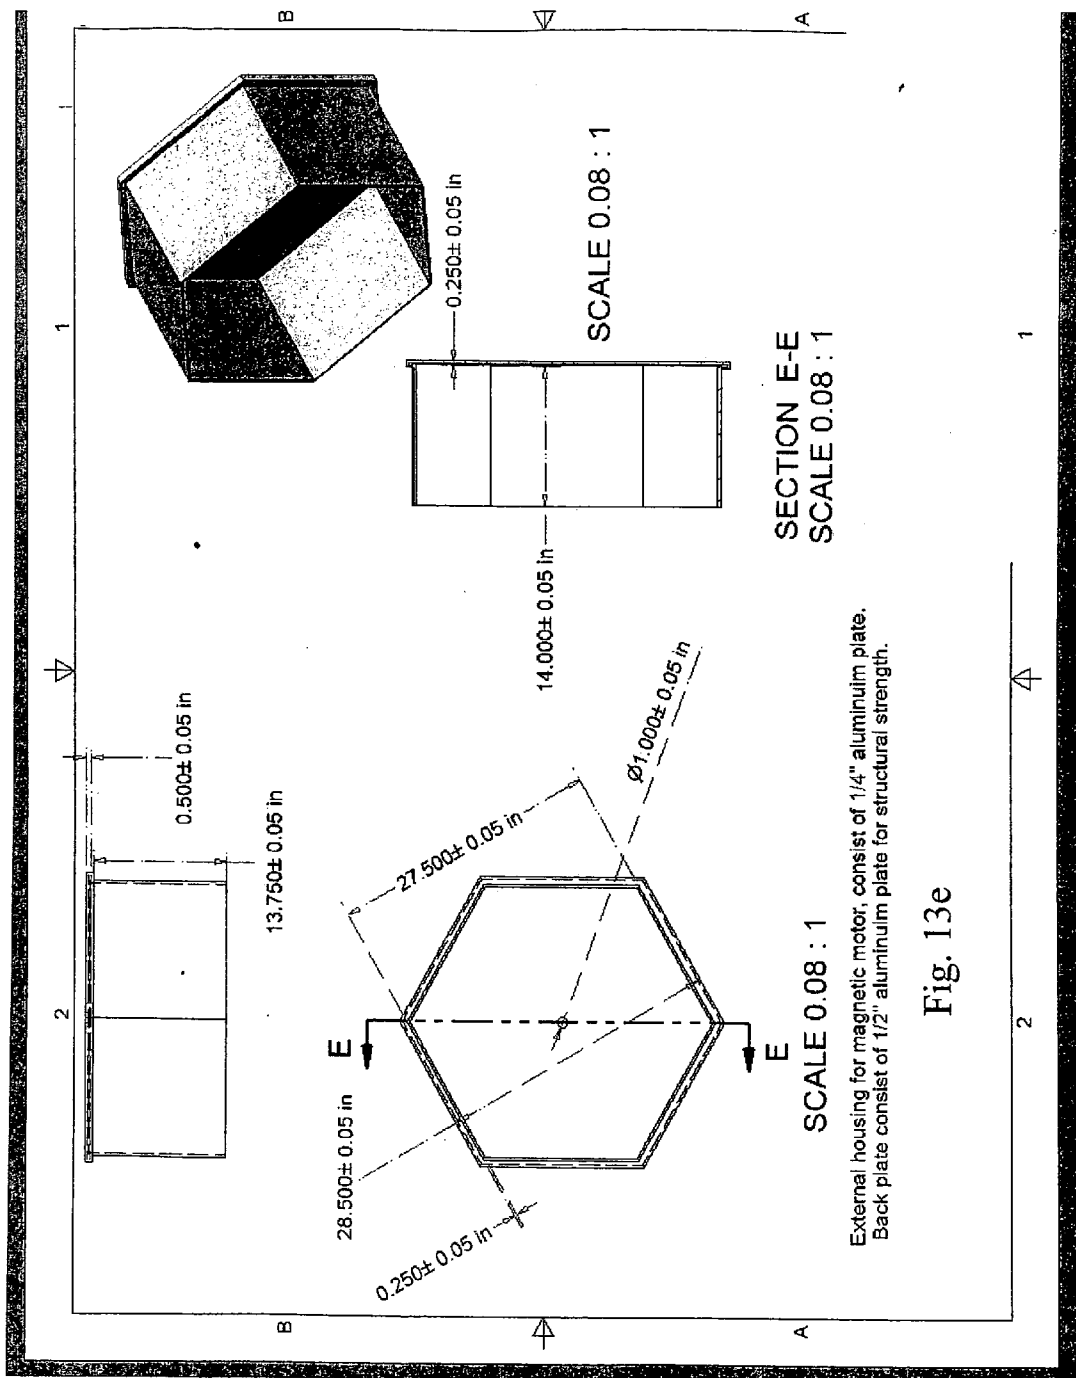 B
A
1
1
2
2
0.500± 0.05 in
13.750± 0.05 in
0.250± 0.05 in
14.000± 0.05 in
SCALE 0.08 : 1
SECTION E-E
SCALE 0.08 : 1
27.500± 0.05 in
28.500± 0.05 in
0.250± 0.05 in
Ø1.000± 0.05 in
E
E
SCALE 0.08 : 1
External housing for magnetic motor, consist of 1/4" aluminuim plate.
Back plate consist of 1/2" aluminuim plate for structural strength.
Fig. 13e
B
A